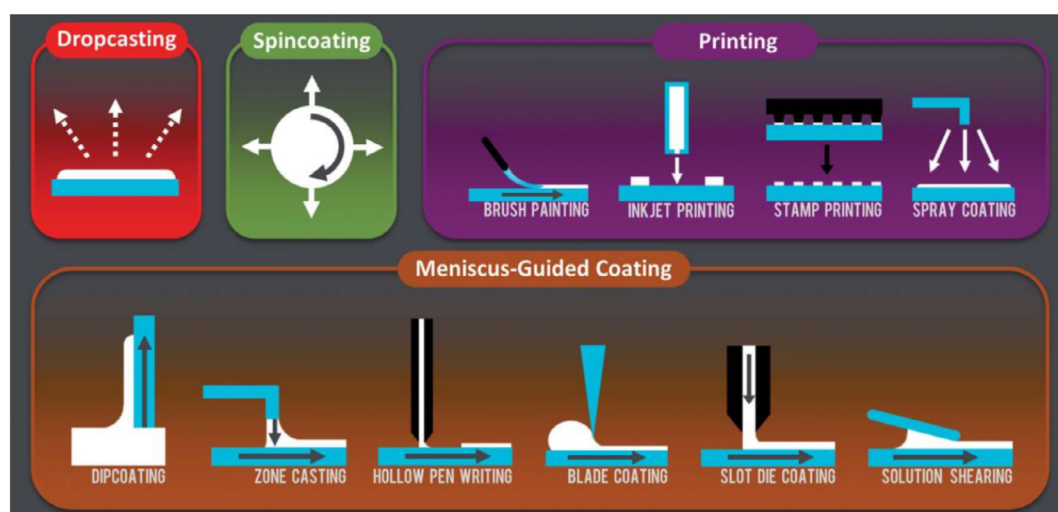 Dropcasting
Spincoating
Printing
BRUSH PAINTING
INKJET PRINTING
STAMP PRINTING
SPRAY COATING
Meniscus-Guided Coating
DIPCOATING
ZONE CASTING
HOLLOW PEN WRITING
BLADE COATING
SLOT DIE COATING
SOLUTION SHEARING